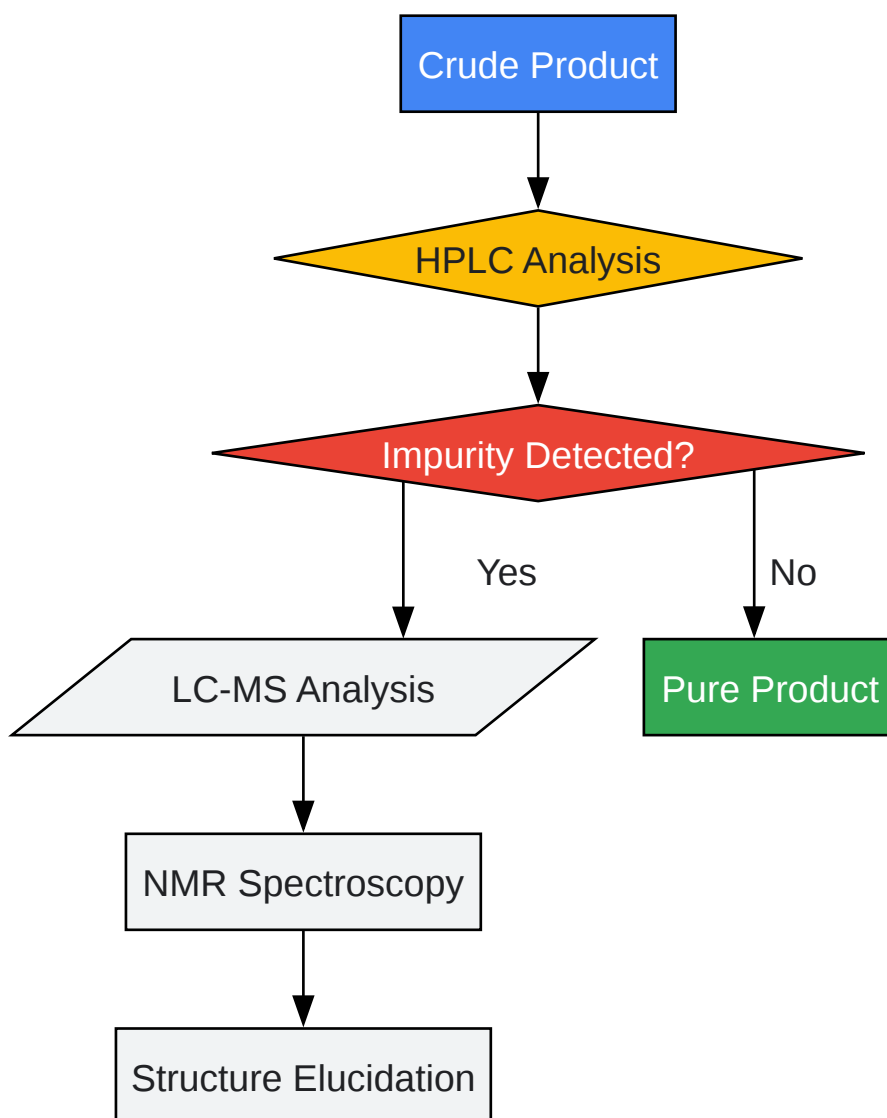 Crude Product
HPLC Analysis
Impurity Detected?
Yes
No
LC-MS Analysis
Pure Product
NMR Spectroscopy
Structure Elucidation